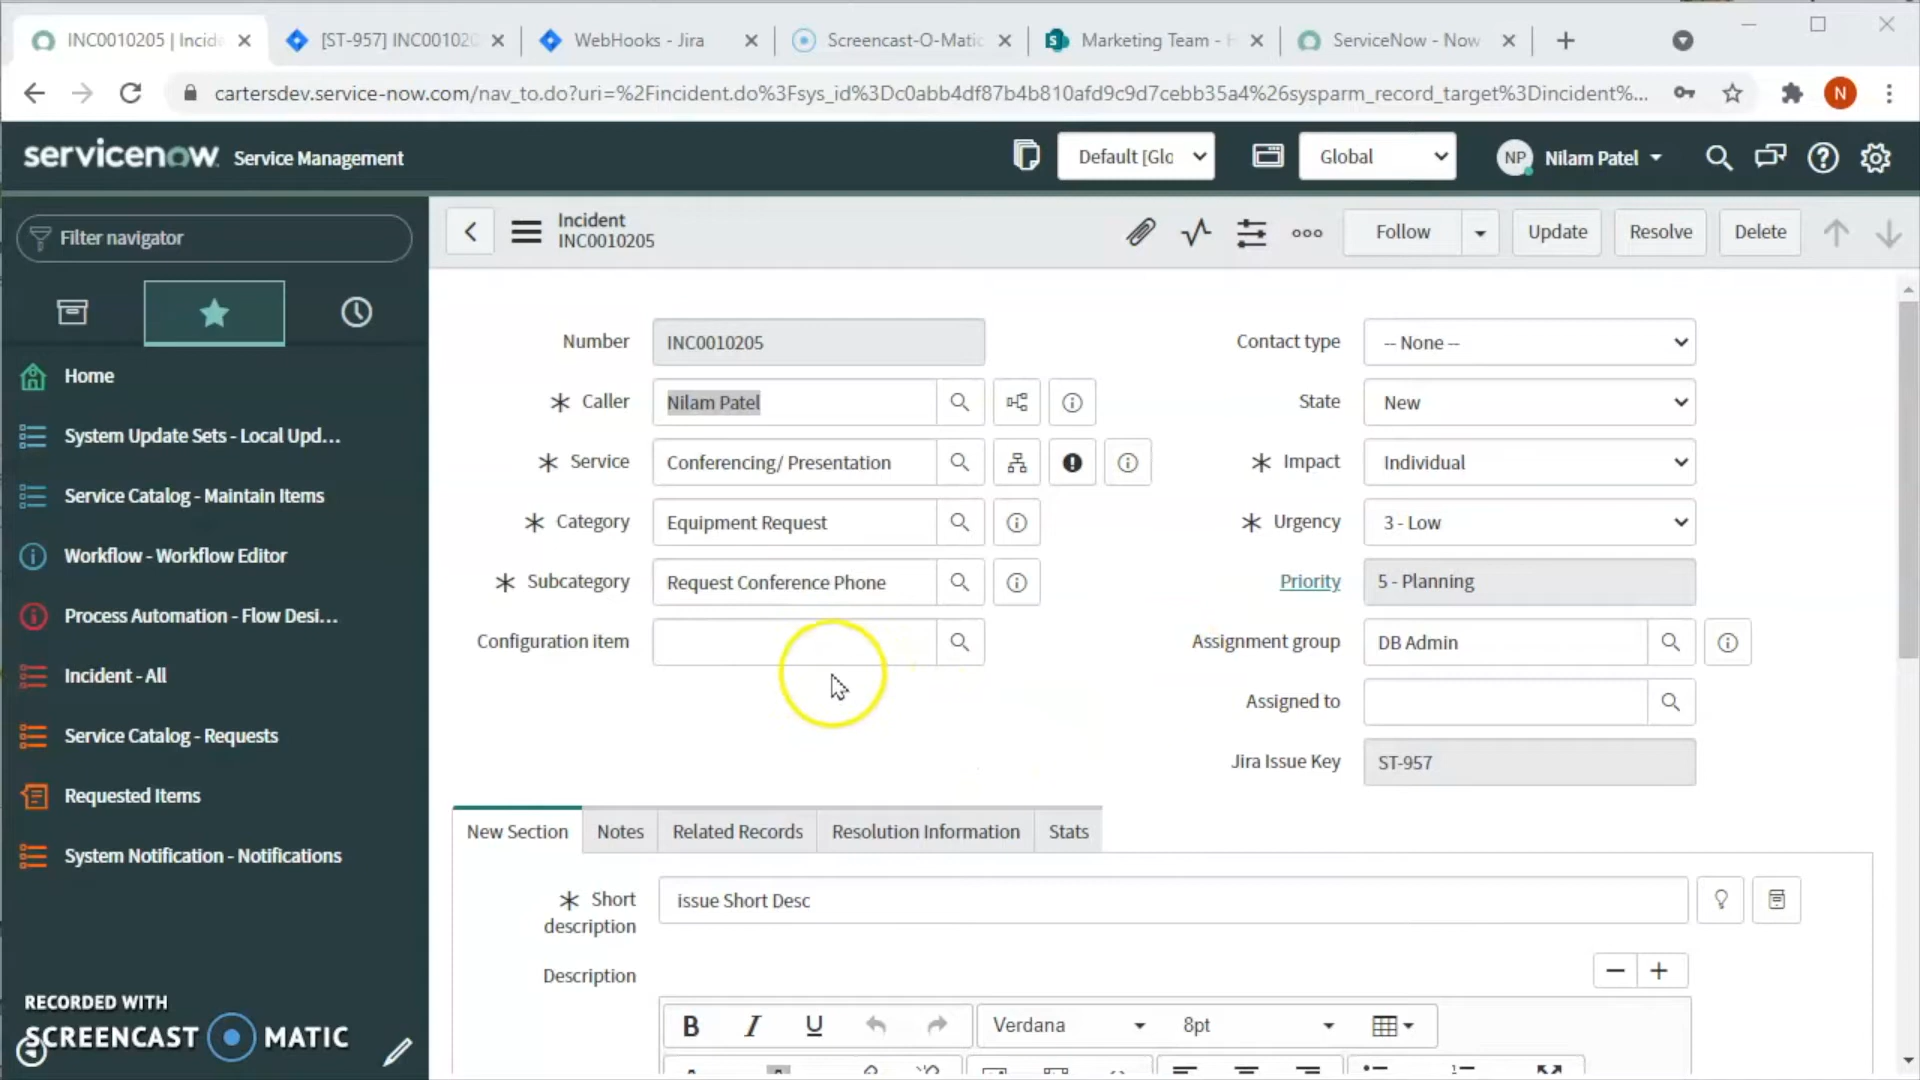 INC0010205 | Incide
[ST-957] INC001020
WebHooks - Jira
Screencast-O-Matic
Marketing Team - H
ServiceNow - Now
cartersdev.service-now.com/nav_to.do?uri=%2Fincident.do%3Fsys_id%3Dc0abb4df87b4b810afd9c9d7cebb35a4%26sysparm_record_target%3Dincident%...
N
servicenow Service Management
Default [Glo
Global
NP Nilam Patel
Filter navigator
Incident
INC0010205
Follow
Update
Resolve
Delete
Home
System Update Sets - Local Upd...
Service Catalog - Maintain Items
Workflow - Workflow Editor
Process Automation - Flow Desi...
Incident - All
Service Catalog - Requests
Requested Items
System Notification - Notifications
Number INC0010205
Caller Nilam Patel
Service Conferencing/ Presentation
Category Equipment Request
Subcategory Request Conference Phone
Configuration item
Contact type -- None --
State New
Impact Individual
Urgency 3 - Low
Priority 5 - Planning
Assignment group DB Admin
Assigned to
Jira Issue Key ST-957
New Section
Notes
Related Records
Resolution Information
Stats
Short description issue Short Desc
Description
B I U
Verdana
8pt
RECORDED WITH
SCREENCAST MATIC